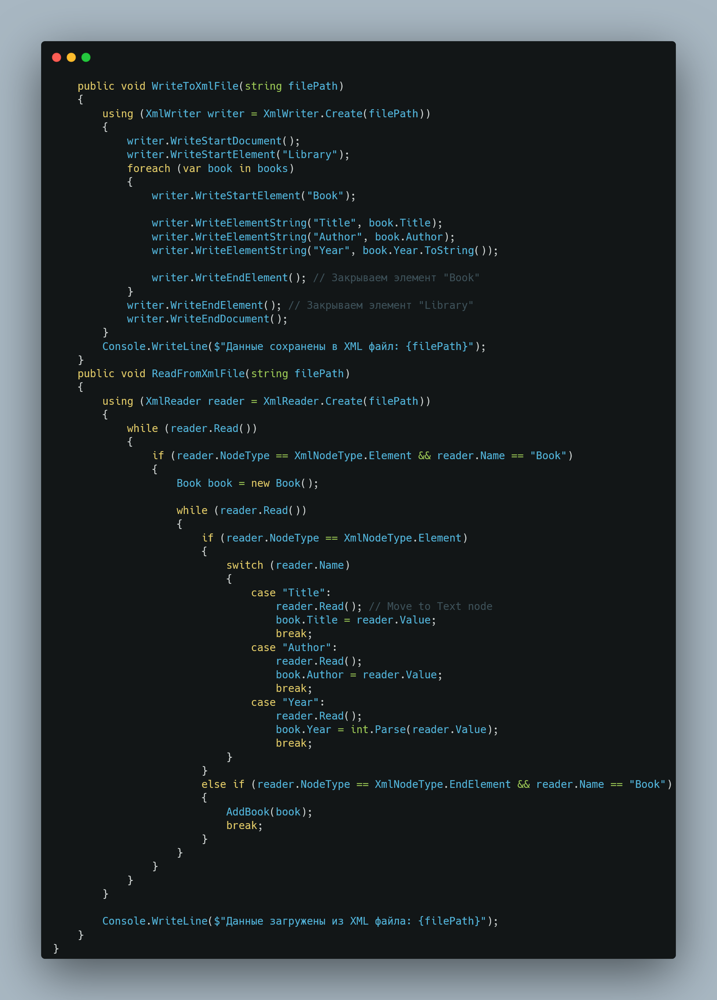 public void WriteToXmlFile(string filePath)
{
using (XmlWriter writer = XmlWriter.Create(filePath))
{
writer.WriteStartDocument();
writer.WriteStartElement("Library");
foreach (var book in books)
{
writer.WriteStartElement("Book");
writer.WriteElementString("Title", book.Title);
writer.WriteElementString("Author", book.Author);
writer.WriteElementString("Year", book.Year.ToString());
writer.WriteEndElement(); // Закрываем элемент "Book"
}
writer.WriteEndElement(); // Закрываем элемент "Library"
writer.WriteEndDocument();
}
Console.WriteLine($"Данные сохранены в XML файл: {filePath}");
}
public void ReadFromXmlFile(string filePath)
{
using (XmlReader reader = XmlReader.Create(filePath))
{
while (reader.Read())
{
if (reader.NodeType == XmlNodeType.Element && reader.Name == "Book")
{
Book book = new Book();
while (reader.Read())
{
if (reader.NodeType == XmlNodeType.Element)
{
switch (reader.Name)
{
case "Title":
reader.Read(); // Move to Text node
book.Title = reader.Value;
break;
case "Author":
reader.Read();
book.Author = reader.Value;
break;
case "Year":
reader.Read();
book.Year = int.Parse(reader.Value);
break;
}
}
else if (reader.NodeType == XmlNodeType.EndElement && reader.Name == "Book")
{
AddBook(book);
break;
}
}
}
}
}
Console.WriteLine($"Данные загружены из XML файла: {filePath}");
}
}